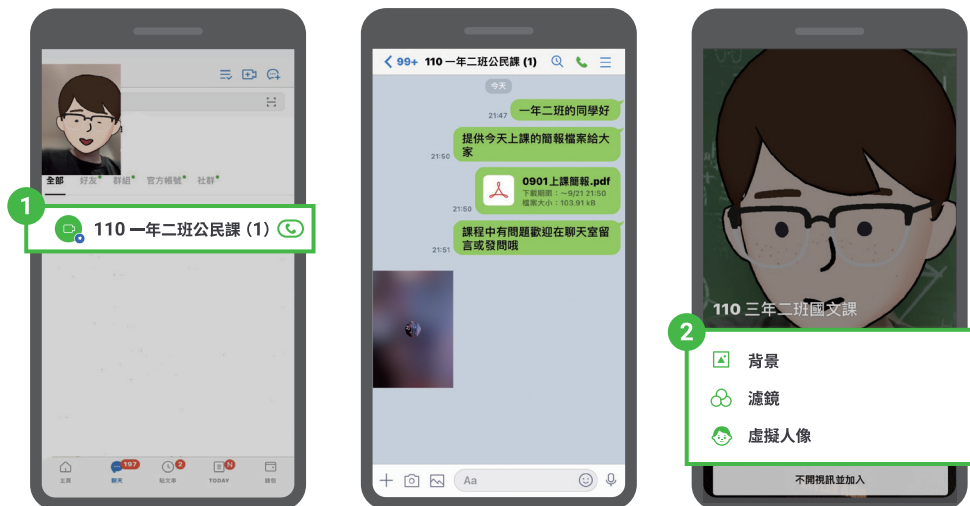 全部 好友 群組 官方帳號 社群
1
110 一年二班公民課 (1)
197 2 N
主頁 聊天 貼文串 TODAY 錢包
99+ 110 一年二班公民課 (1)
今天
21:47 一年二班的同學好
提供今天上課的簡報檔案給大
21:50 家
0901上課簡報.pdf
下載期限：~9/21 21:50
21:50 檔案大小：103.91 kB
課程中有問題歡迎在聊天室留
21:51 言或發問哦
Aa
110 三年二班國文課
2
背景
濾鏡
虛擬人像
不開視訊並加入